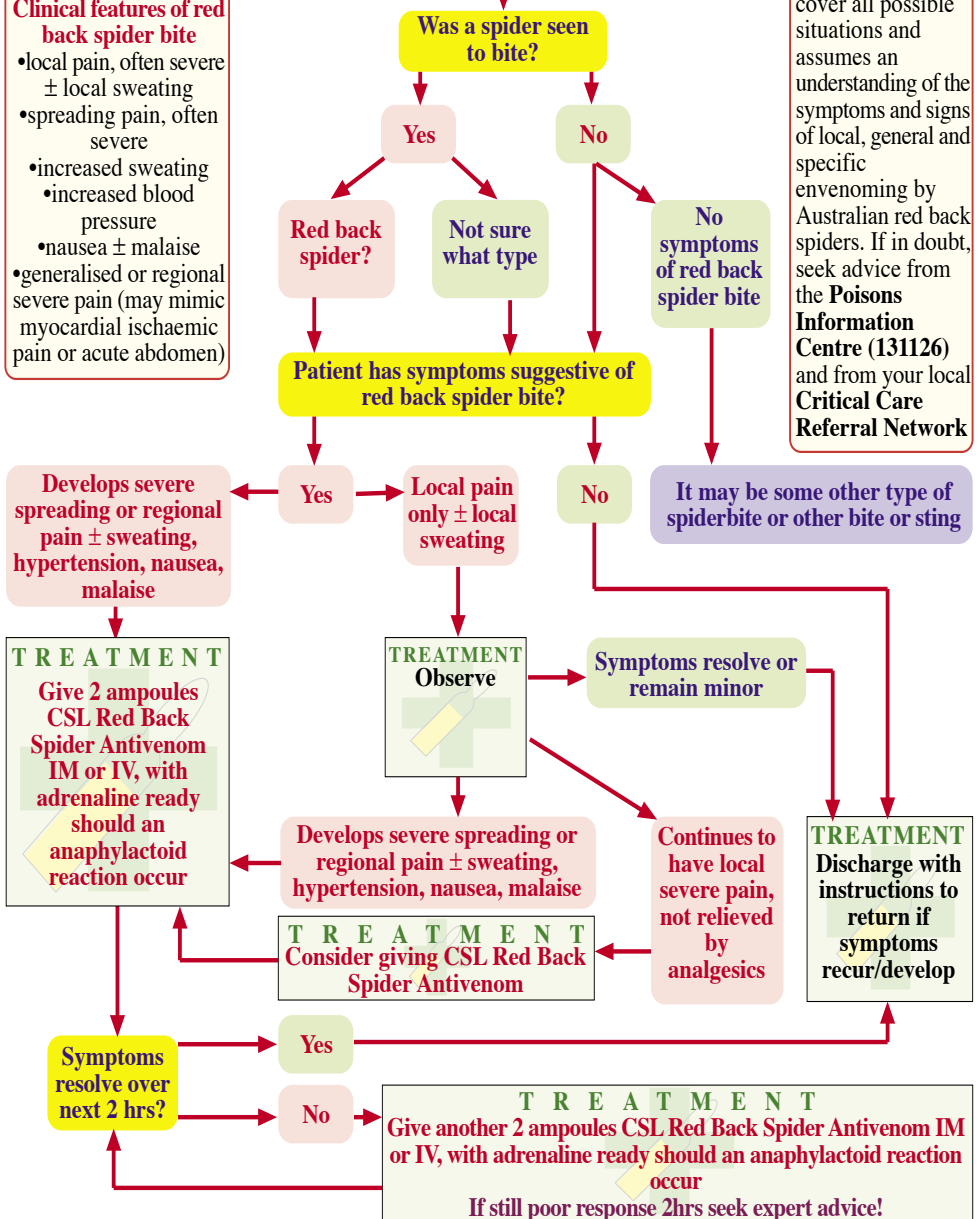 Clinical features of red
back spider bite
•local pain, often severe
± local sweating
•spreading pain, often
severe
•increased sweating
•increased blood
pressure
•nausea ± malaise
•generalised or regional
severe pain (may mimic
myocardial ischaemic
pain or acute abdomen)
Was a spider seen
to bite?
cover all possible
situations and
assumes an
understanding of the
symptoms and signs
of local, general and
specific
envenoming by
Australian red back
spiders. If in doubt,
seek advice from
the Poisons
Information
Centre (131126)
and from your local
Critical Care
Referral Network
Yes
No
Red back
spider?
Not sure
what type
No
symptoms
of red back
spider bite
Patient has symptoms suggestive of
red back spider bite?
Develops severe
spreading or regional
pain ± sweating,
hypertension, nausea,
malaise
Yes
Local pain
only ± local
sweating
No
It may be some other type of
spiderbite or other bite or sting
TREATMENT
Give 2 ampoules
CSL Red Back
Spider Antivenom
IM or IV, with
adrenaline ready
should an
anaphylactoid
reaction occur
TREATMENT
Observe
Symptoms resolve or
remain minor
Develops severe spreading or
regional pain ± sweating,
hypertension, nausea, malaise
Continues to
have local
severe pain,
not relieved
by
analgesics
TREATMENT
Discharge with
instructions to
return if
symptoms
recur/develop
TREATMENT
Consider giving CSL Red Back
Spider Antivenom
Symptoms
resolve over
next 2 hrs?
Yes
No
TREATMENT
Give another 2 ampoules CSL Red Back Spider Antivenom IM
or IV, with adrenaline ready should an anaphylactoid reaction
occur
If still poor response 2hrs seek expert advice!